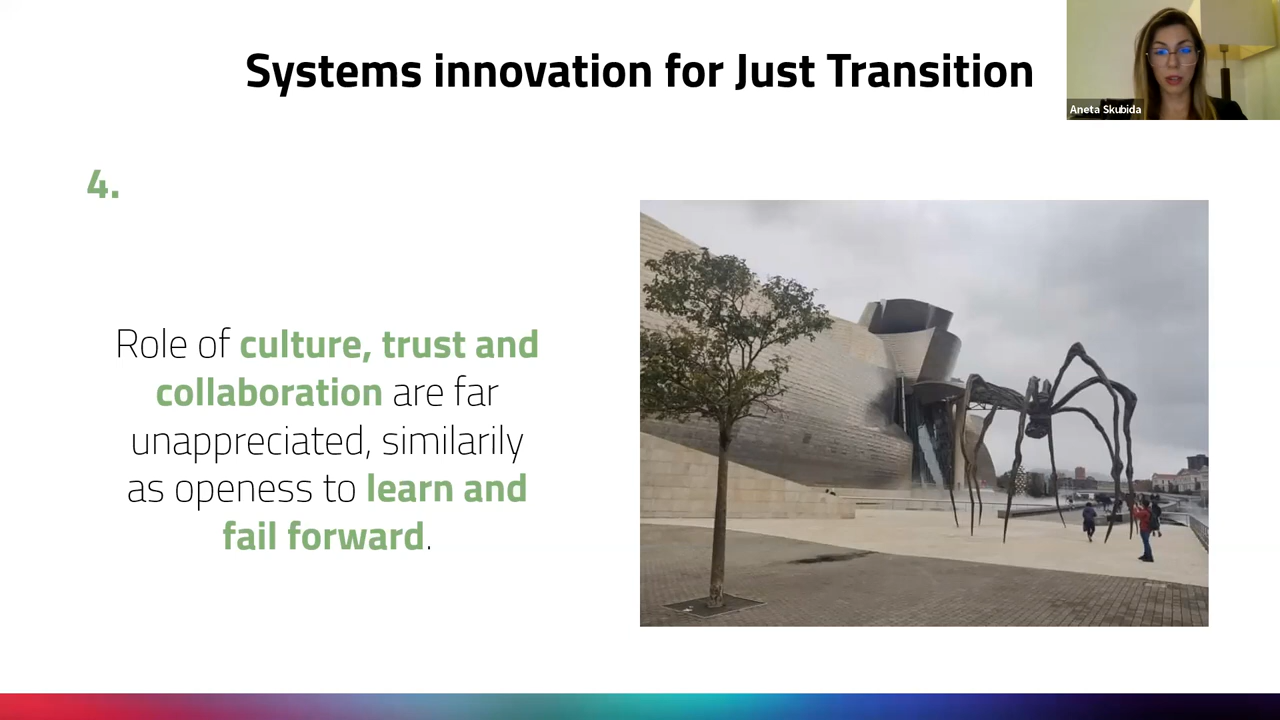 Systems innovation for Just Transition
Aneta Skubida
4.
Role of culture, trust and
collaboration are far
unappreciated, similarily
as openess to learn and
fail forward.